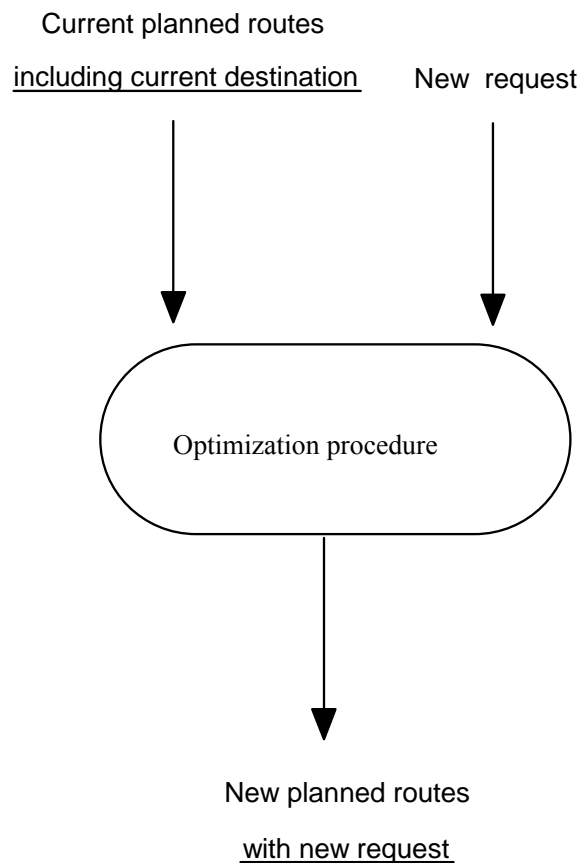 Current planned routes
including current destination
New request
Optimization procedure
New planned routes
with new request